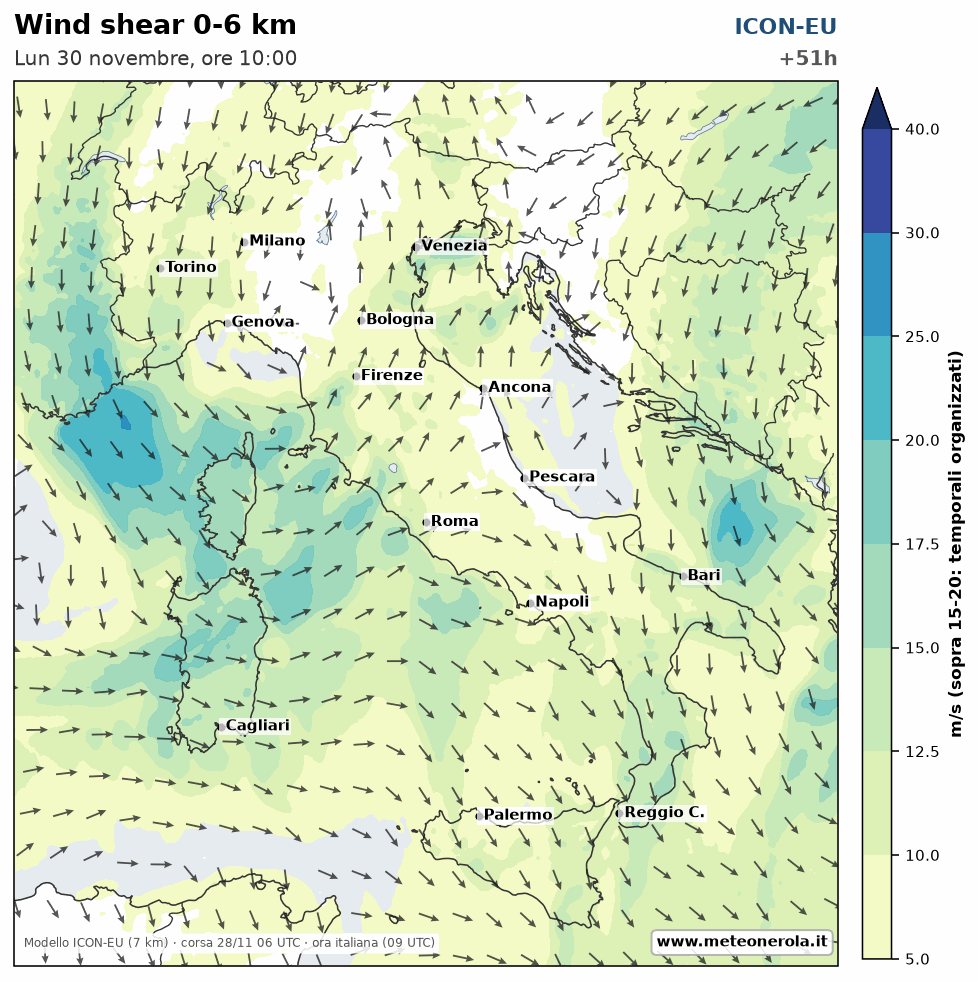 Wind shear 0-6 km
ICON-EU
Lun 30 novembre, ore 10:00
+51h
40.0
30.0
25.0
20.0
17.5
15.0
12.5
10.0
5.0
m/s (sopra 15-20: temporali organizzati)
Milano
Venezia
Torino
Genova
Bologna
Firenze
Ancona
Pescara
Roma
Bari
Napoli
Cagliari
Palermo
Reggio C.
Modello ICON-EU (7 km) · corsa 28/11 06 UTC · ora italiana (09 UTC)
www.meteonerola.it